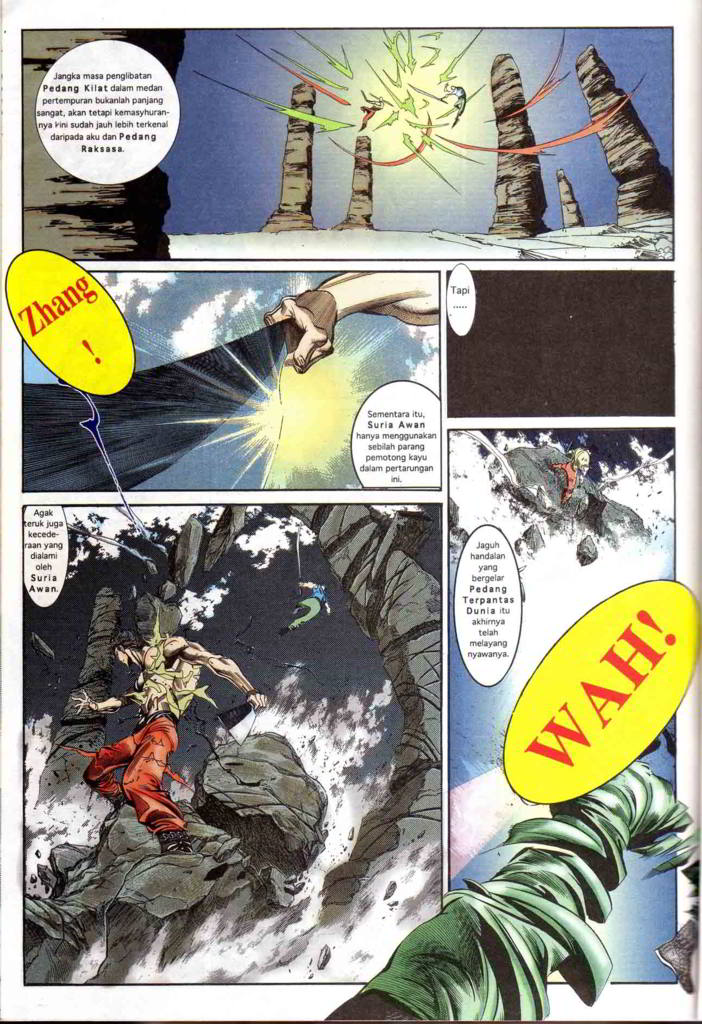 Jangka masa penglibatan
Pedang Kilat dalam medan
pertempuran bukanlah panjang
sangat, akan tetapi kemasyhuran-
nya kini sudah jauh lebih terkenal
daripada aku dan Pedang
Raksasa.
Zhang
!
Tapi
.....
Sementara itu,
Suria Awan
hanya menggunakan
sebilah parang
pemotong kayu
dalam pertarungan
ini.
Agak
teruk juga
kecede-
raan yang
dialami
oleh
Suria
Awan.
Jaguh
handalan
yang
bergelar
Pedang
Terpantas
Dunia itu
akhirnya
telah
melayang
nyawanya.
WAH!